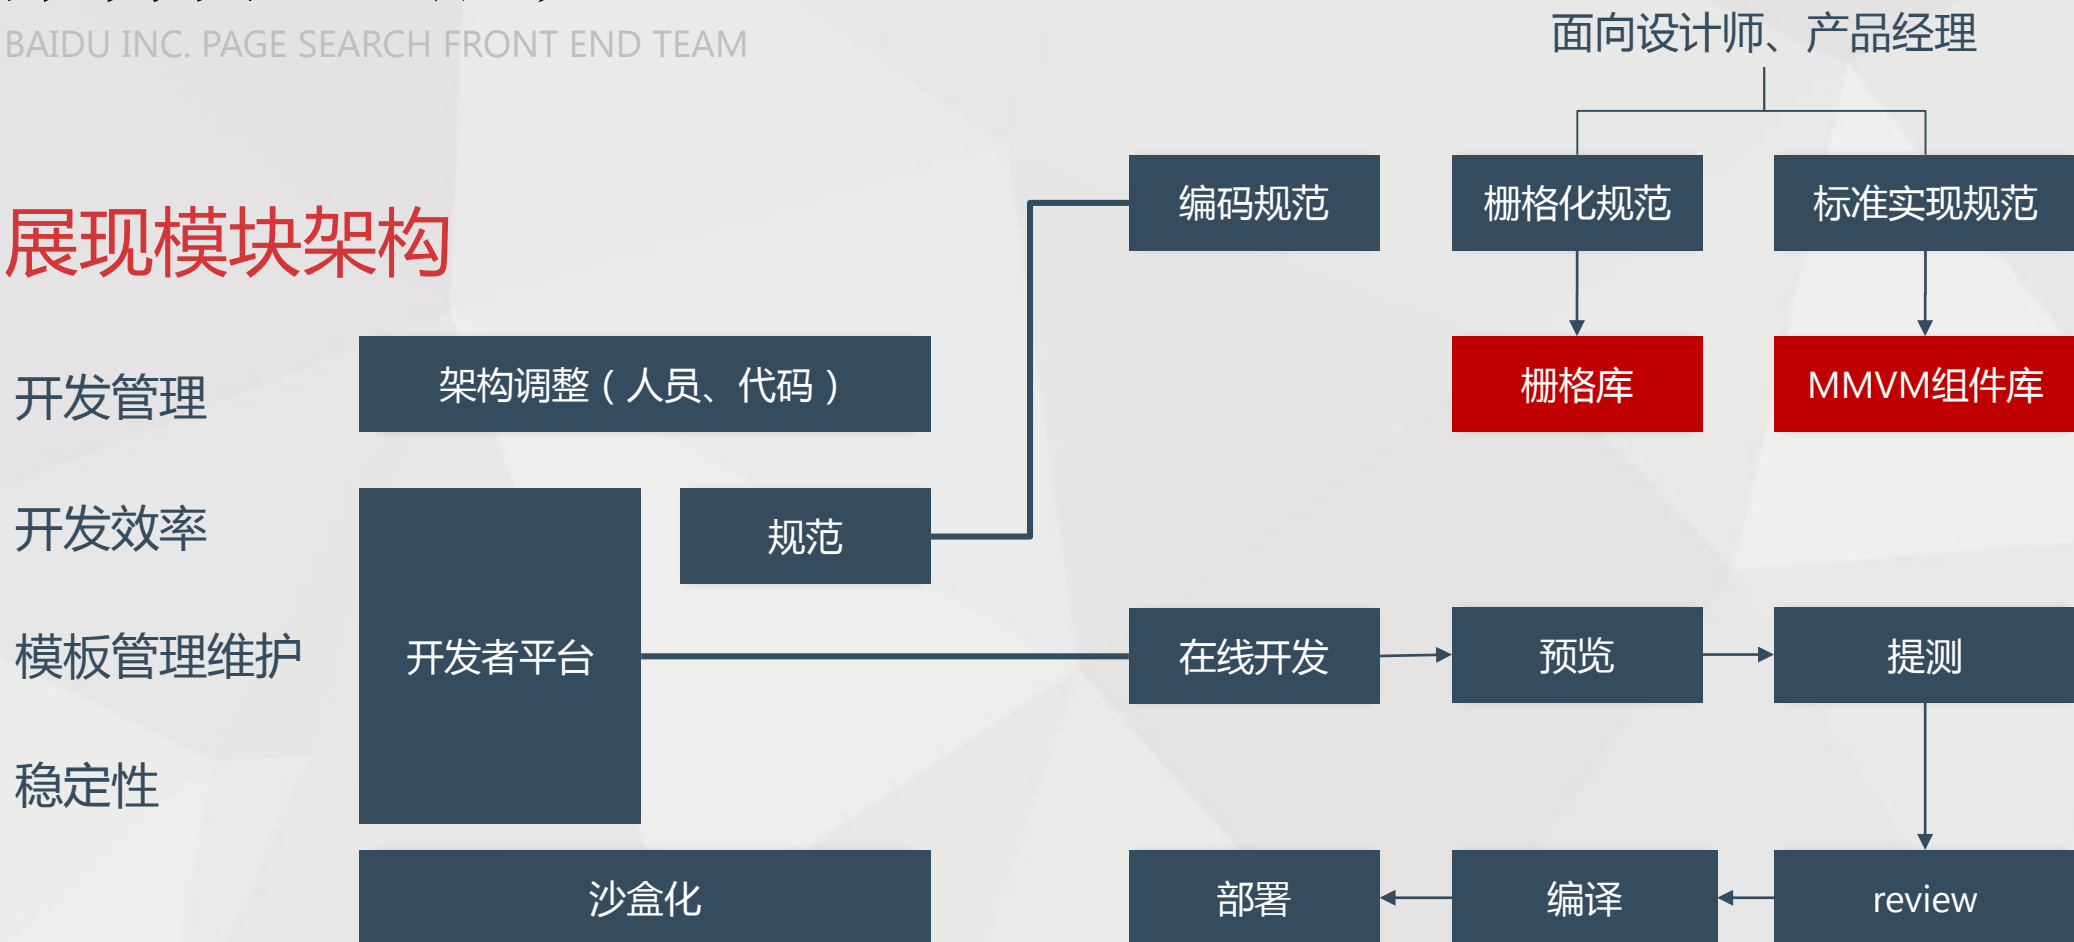 BAIDU INC. PAGE SEARCH FRONT END TEAM
面向设计师、产品经理
展现模块架构
编码规范
栅格化规范
标准实现规范
开发管理
架构调整（人员、代码）
栅格库
MMVM组件库
开发效率
规范
模板管理维护
开发者平台
在线开发
预览
提测
稳定性
沙盒化
部署
编译
review